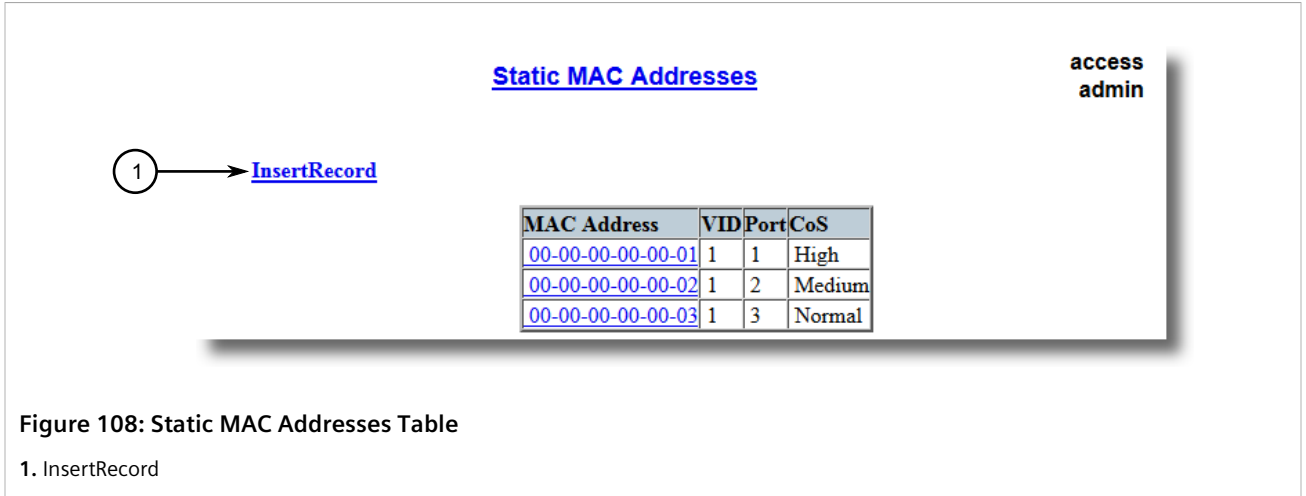 Static MAC Addresses
access
admin
1
InsertRecord
MAC Address VID Port CoS
00-00-00-00-00-01 1 1 High
00-00-00-00-00-02 1 2 Medium
00-00-00-00-00-03 1 3 Normal
Figure 108: Static MAC Addresses Table
1. InsertRecord